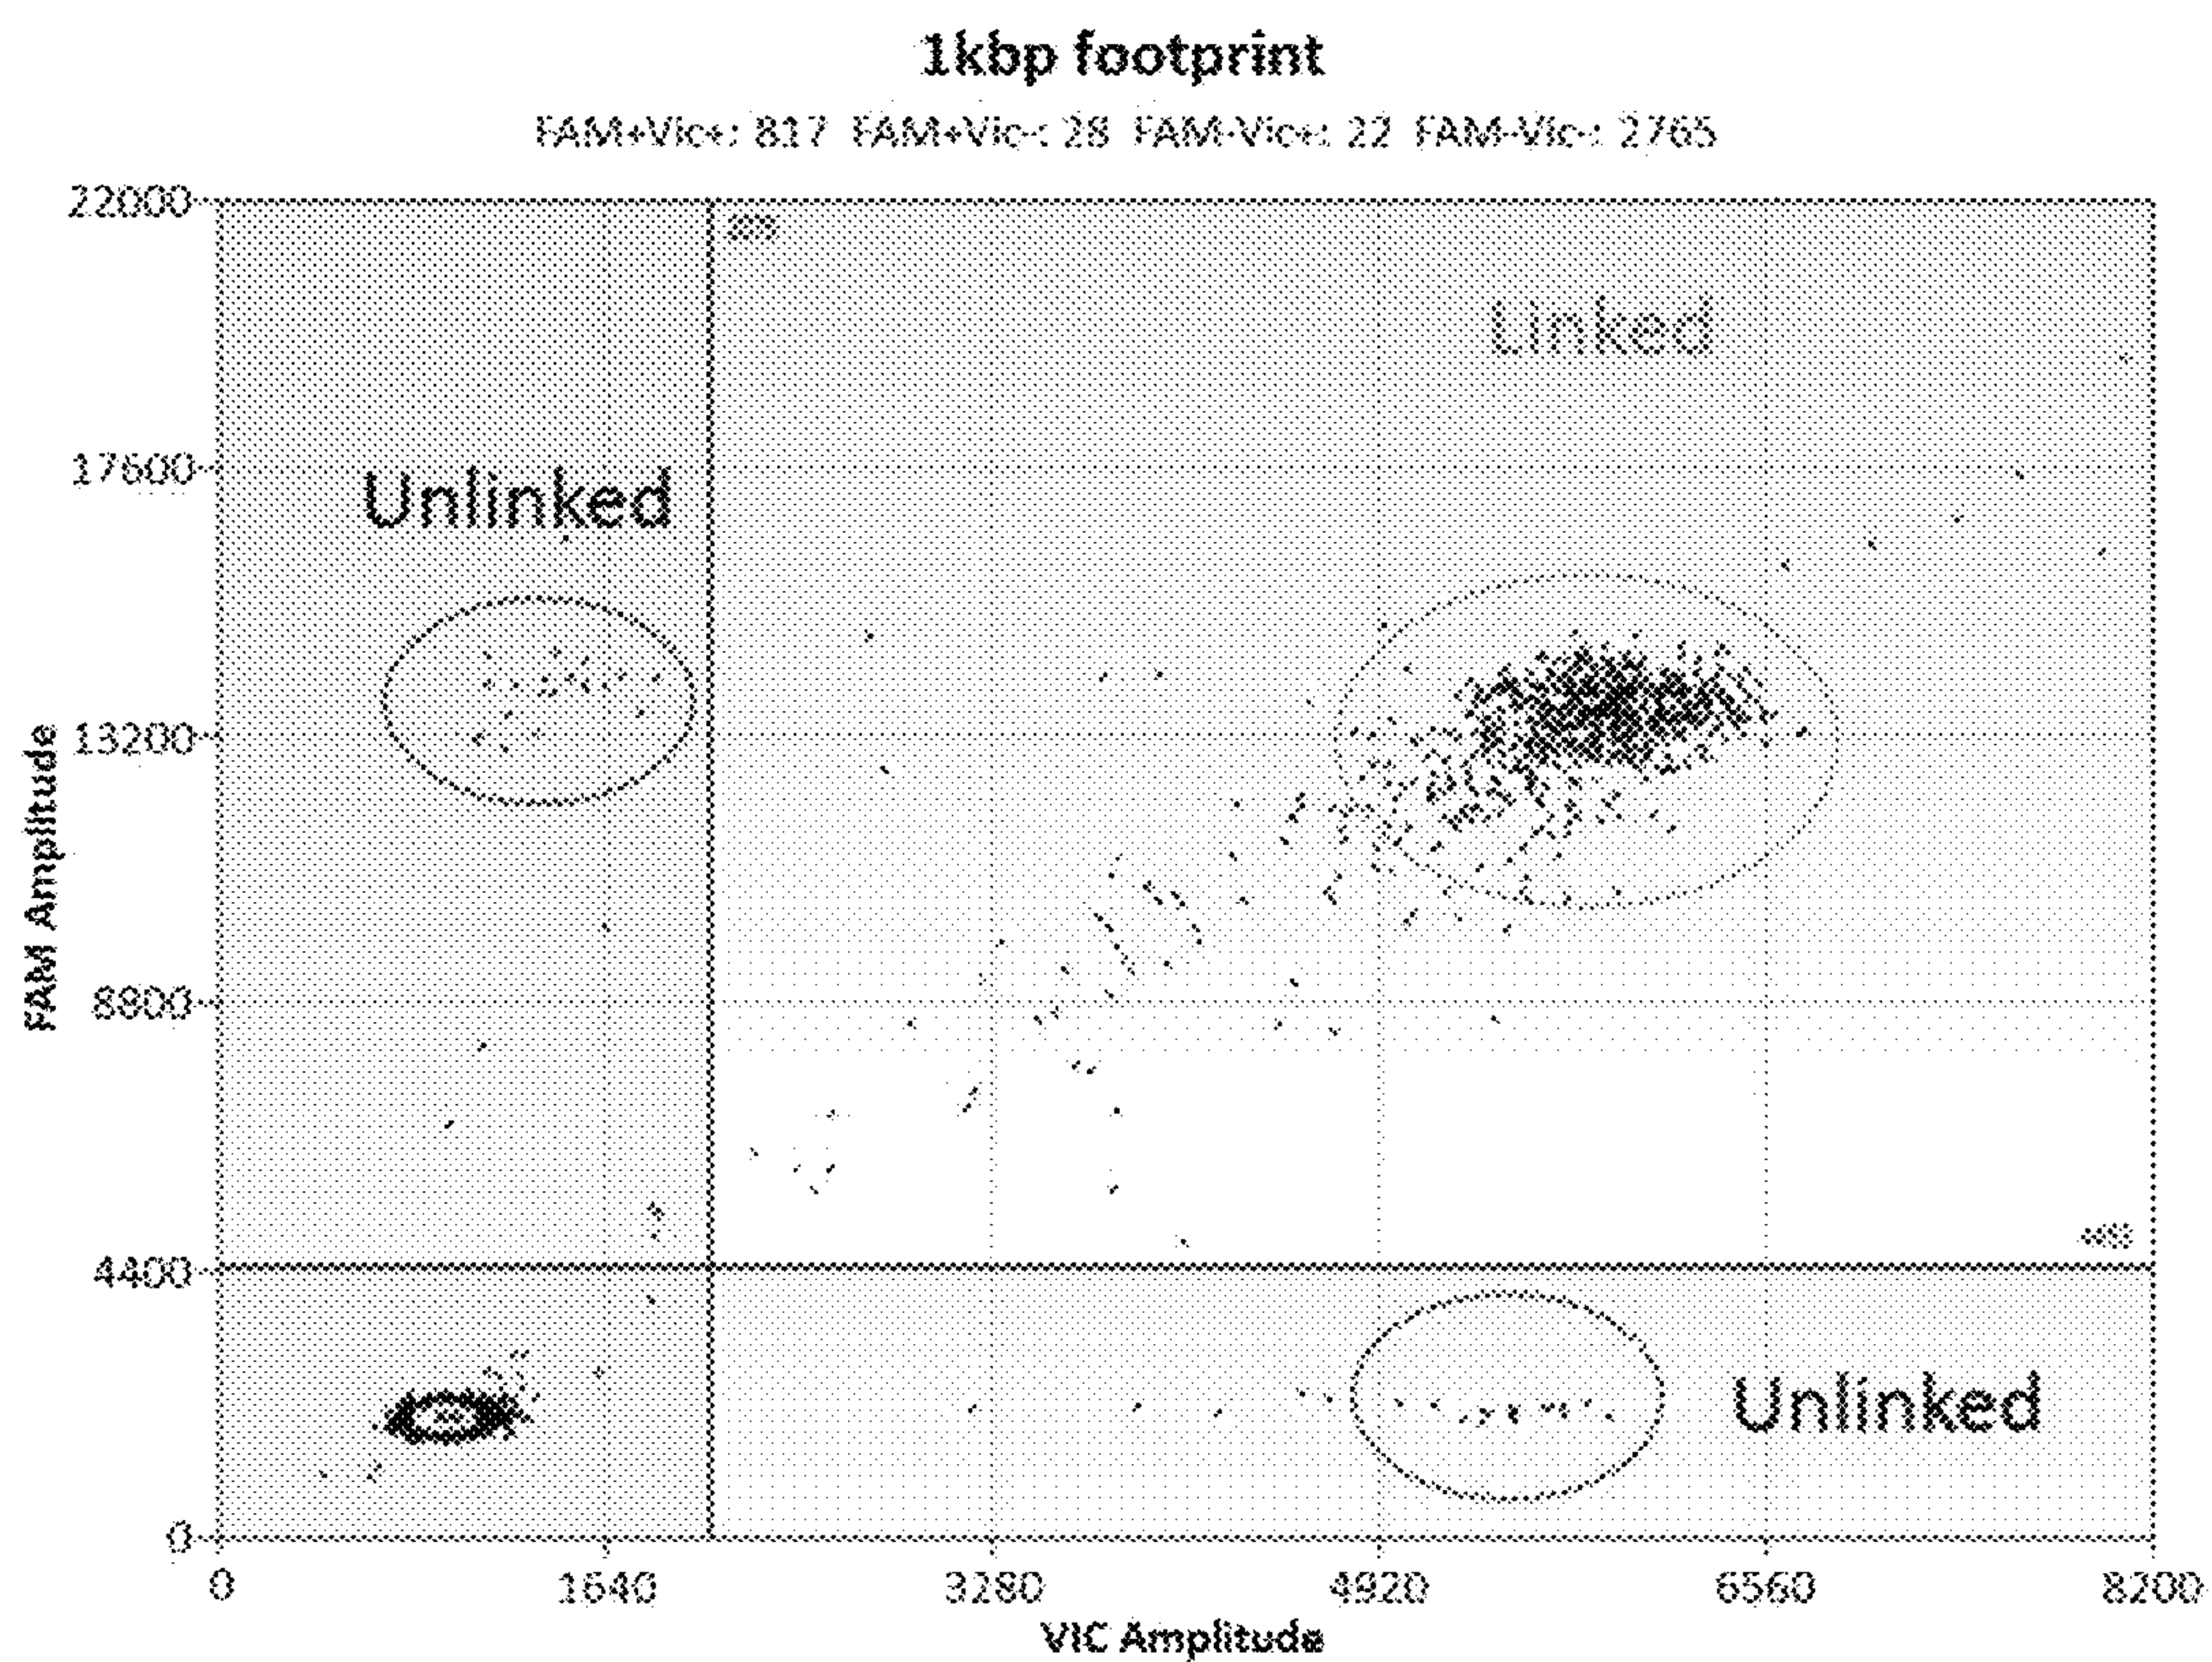 1kbp footprint
FAM+Vic+: 817 FAM+Vic-: 28 FAM-Vic+: 22 FAM-Vic-: 2765
22000
Linked
17600
Unlinked
13200
FAM Amplitude
8800
4400
Unlinked
0
0 1640 3280 4920 6560 8200
VIC Amplitude